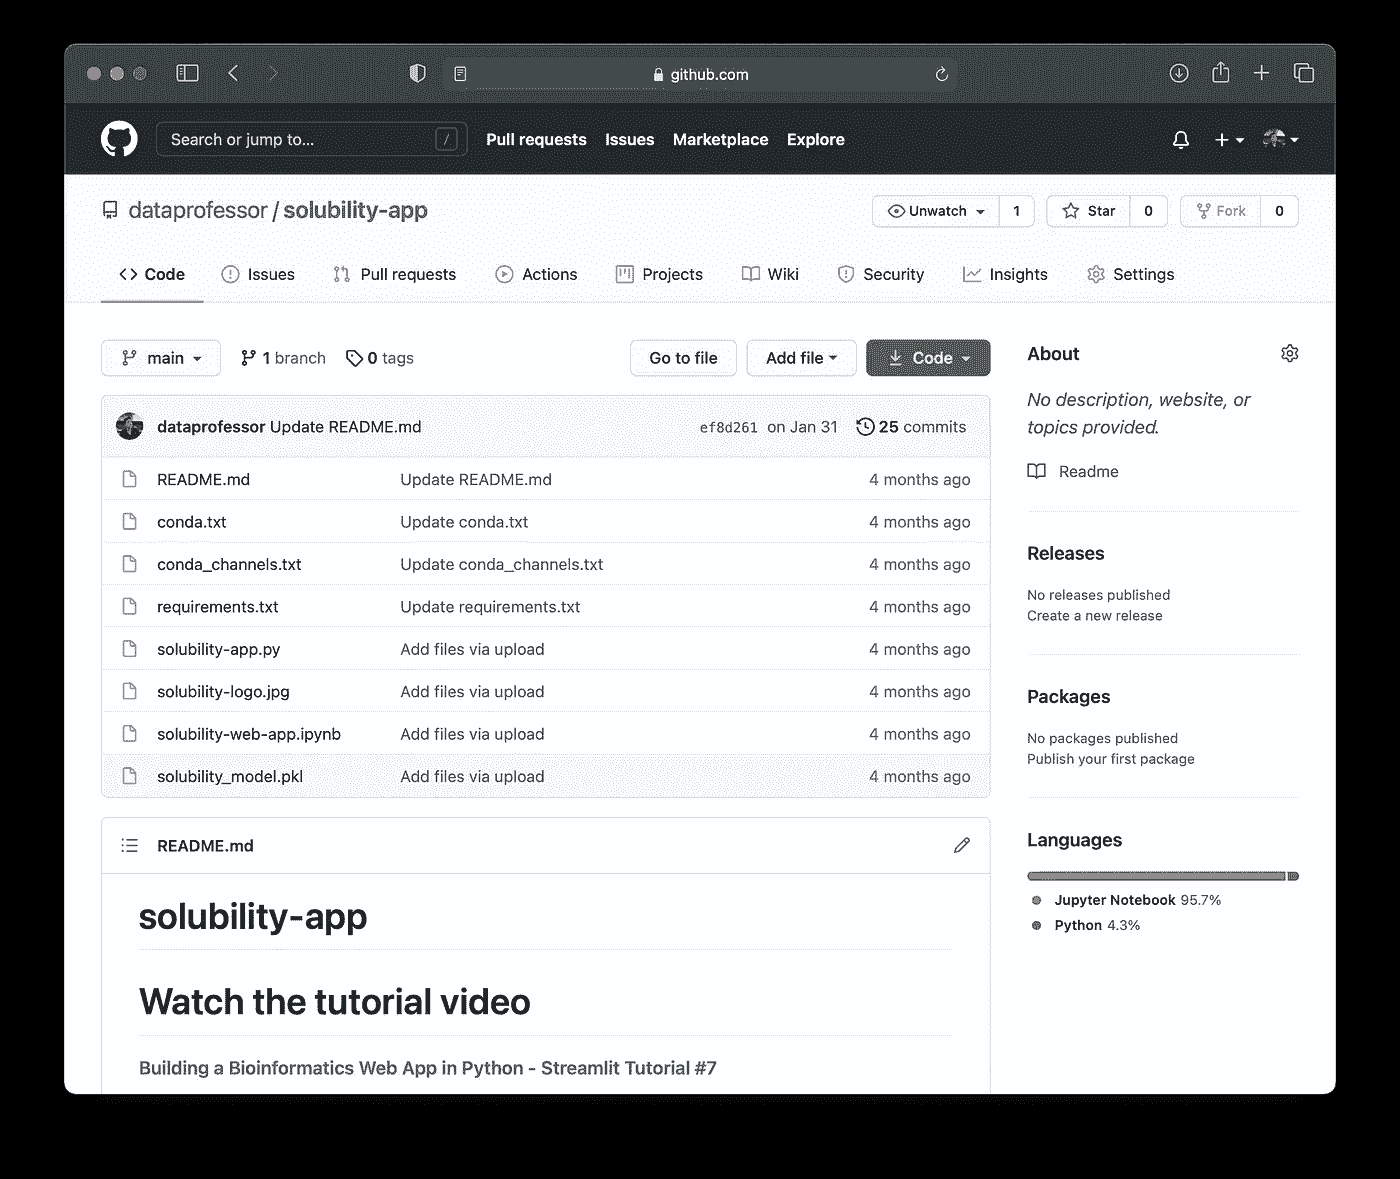 github.com
Search or jump to... /
Pull requests Issues Marketplace Explore
dataprofessor / solubility-app
Unwatch 1 Star 0 Fork 0
Code Issues Pull requests Actions Projects Wiki Security Insights Settings
main 1 branch 0 tags
Go to file Add file Code
dataprofessor Update README.md ef8d261 on Jan 31 25 commits
README.md Update README.md 4 months ago
conda.txt Update conda.txt 4 months ago
conda_channels.txt Update conda_channels.txt 4 months ago
requirements.txt Update requirements.txt 4 months ago
solubility-app.py Add files via upload 4 months ago
solubility-logo.jpg Add files via upload 4 months ago
solubility-web-app.ipynb Add files via upload 4 months ago
solubility_model.pkl Add files via upload 4 months ago
README.md
solubility-app
Watch the tutorial video
Building a Bioinformatics Web App in Python - Streamlit Tutorial #7
About
No description, website, or
topics provided.
Readme
Releases
No releases published
Create a new release
Packages
No packages published
Publish your first package
Languages
Jupyter Notebook 95.7%
Python 4.3%